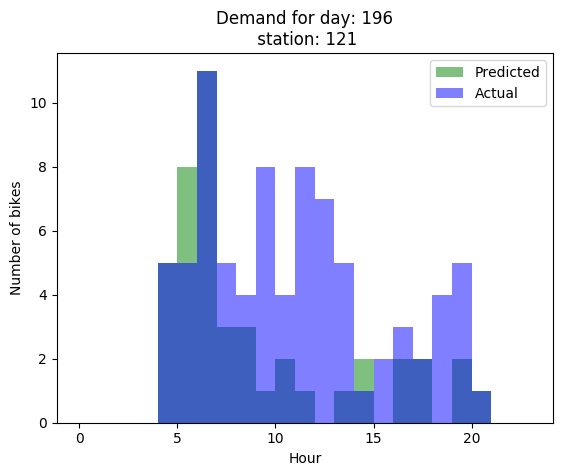 Demand for day: 196
station: 121
Predicted
Actual
Number of bikes
10
8
6
4
2
0
0 5 10 15 20
Hour